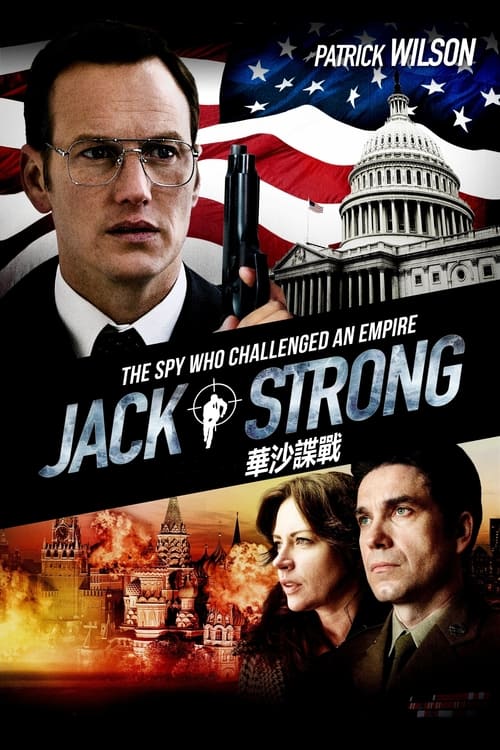 PATRICK WILSON
THE SPY WHO CHALLENGED AN EMPIRE
JACK STRONG
華沙諜戰